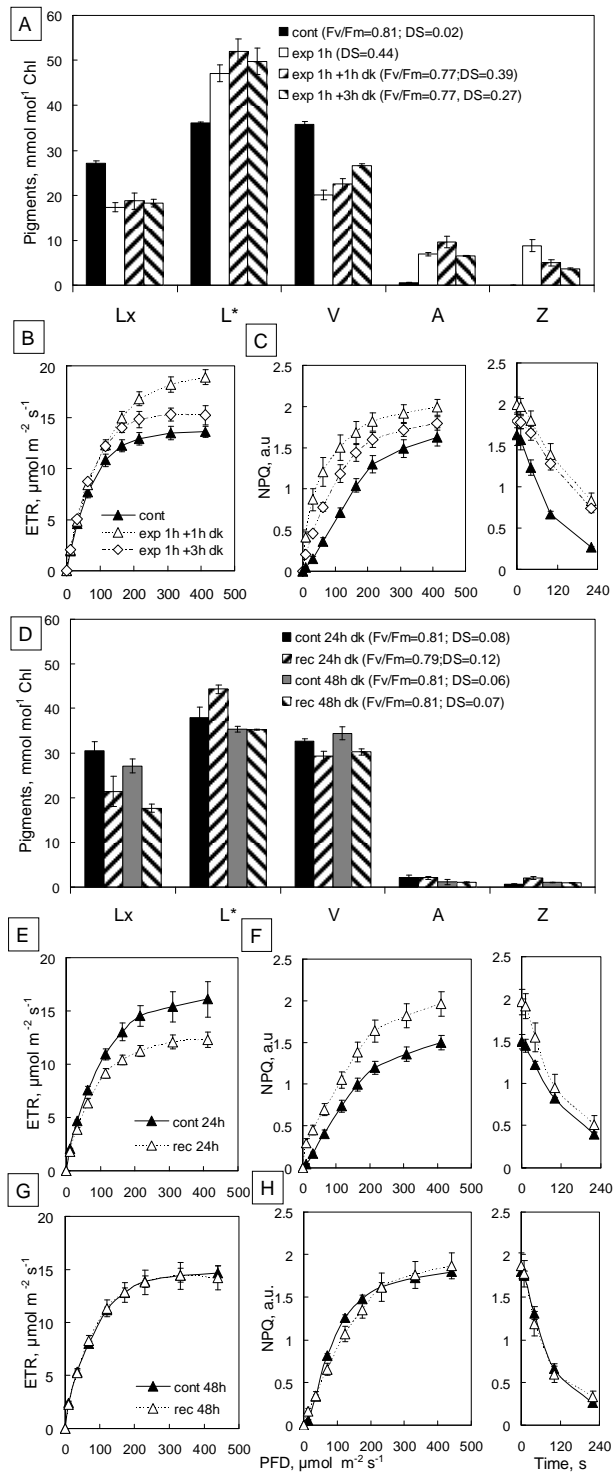 A
cont (Fv/Fm=0.81; DS=0.02)
exp 1h (DS=0.44)
exp 1h +1h dk (Fv/Fm=0.77;DS=0.39)
exp 1h +3h dk (Fv/Fm=0.77, DS=0.27)
Pigments, mmol mol¹ Chl
60
50
40
30
20
10
0
Lx L* V A Z
B
ETR, µmol m⁻² s⁻¹
20
15
10
5
0
cont
exp 1h +1h dk
exp 1h +3h dk
0 100 200 300 400 500
C
NPQ, a.u
2.5
2
1.5
1
0.5
0
0 100 200 300 400 500
2.5
2
1.5
1
0.5
0
0 120 240
D
cont 24h dk (Fv/Fm=0.81; DS=0.08)
rec 24h dk (Fv/Fm=0.79;DS=0.12)
cont 48h dk (Fv/Fm=0.81; DS=0.06)
rec 48h dk (Fv/Fm=0.81; DS=0.07)
Pigments, mmol mol¹ Chl
60
50
40
30
20
10
0
Lx L* V A Z
E
ETR, µmol m⁻² s⁻¹
20
15
10
5
0
cont 24h
rec 24h
0 100 200 300 400 500
F
NPQ, a.u
2.5
2
1.5
1
0.5
0
0 100 200 300 400 500
2.5
2
1.5
1
0.5
0
0 120 240
G
ETR, µmol m⁻² s⁻¹
20
15
10
5
0
cont 48h
rec 48h
0 100 200 300 400 500
H
NPQ, a.u.
2.5
2
1.5
1
0.5
0
0 100 200 300 400 500
2.5
2
1.5
1
0.5
0
0 120 240
PFD, µmol m⁻² s⁻¹
Time, s